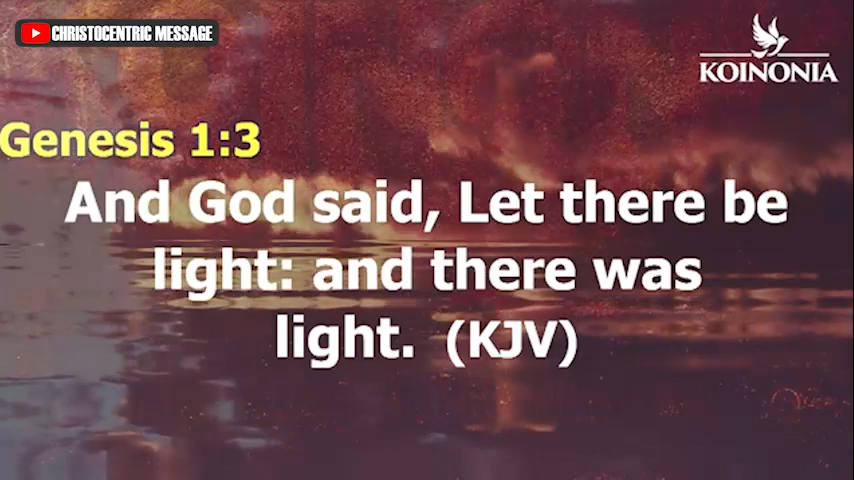 CHRISTOCENTRIC MESSAGE
KOINONIA
Genesis 1:3
And God said, Let there be
light: and there was
light. (KJV)